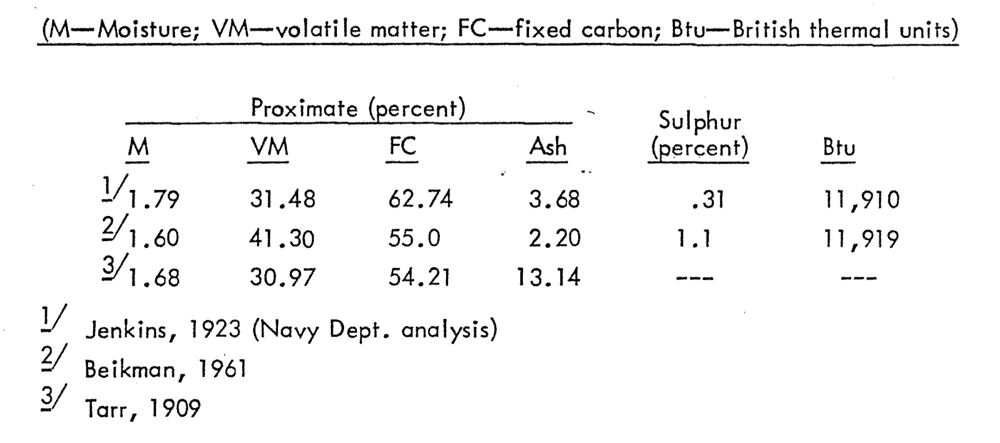 (M—Moisture; VM—volatile matter; FC—fixed carbon; Btu—British thermal units)
Proximate (percent)
Sulphur
M VM FC Ash (percent) Btu
1/ 1.79 31.48 62.74 3.68 .31 11,910
2/ 1.60 41.30 55.0 2.20 1.1 11,919
3/ 1.68 30.97 54.21 13.14 --- ---
1/ Jenkins, 1923 (Navy Dept. analysis)
2/ Beikman, 1961
3/ Tarr, 1909